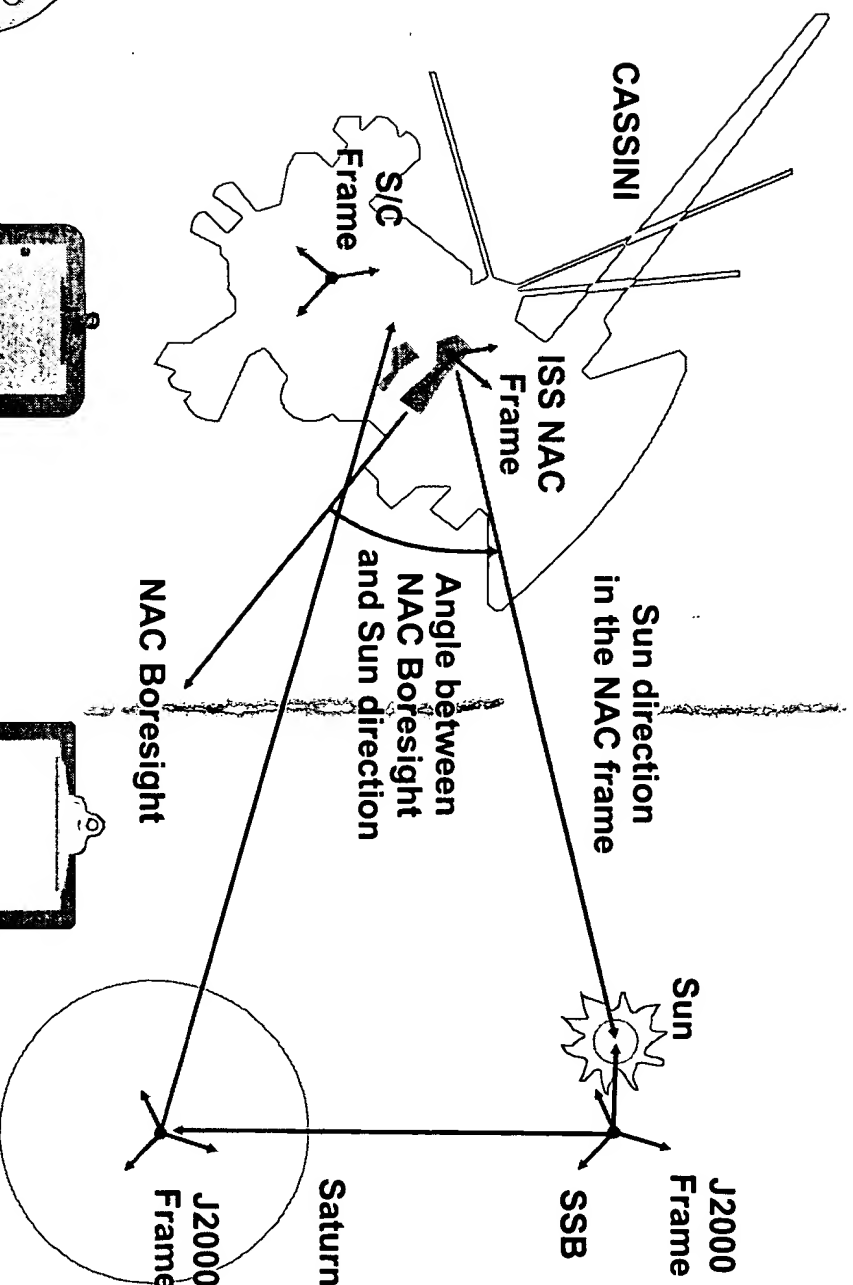 CASSINI
S/C
Frame
ISS NAC
Frame
Sun direction
in the NAC frame
Angle between
NAC Boresight
and Sun direction
NAC Boresight
Sun
J2000
Frame
SSB
Saturn
J2000
Frame